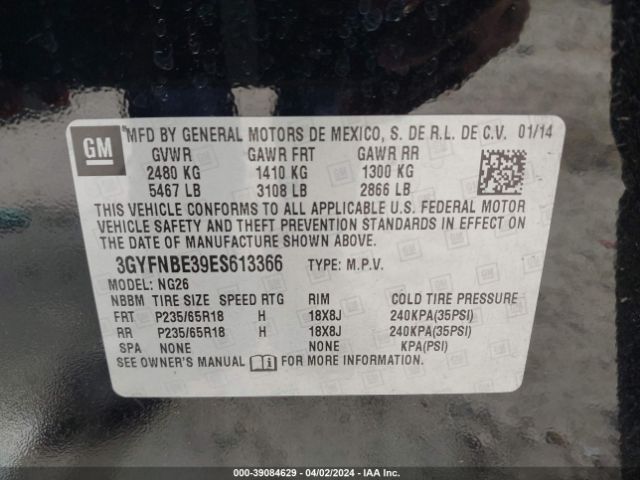 GM
MFD BY GENERAL MOTORS DE MEXICO, S. DE R.L. DE C.V. 01/14
GVWR GAWR FRT GAWR RR
2480 KG 1410 KG 1300 KG
5467 LB 3108 LB 2866 LB
THIS VEHICLE CONFORMS TO ALL APPLICABLE U.S. FEDERAL MOTOR
VEHICLE SAFETY AND THEFT PREVENTION STANDARDS IN EFFECT
ON THE DATE OF MANUFACTURE SHOWN ABOVE.
3GYFNBE39ES613366 TYPE: M.P.V.
MODEL: NG26
NBBM TIRE SIZE SPEED RTG RIM COLD TIRE PRESSURE
FRT P235/65R18 H 18X8J 240KPA(35PSI)
RR P235/65R18 H 18X8J 240KPA(35PSI)
SPA NONE NONE KPA(PSI)
SEE OWNER'S MANUAL FOR MORE INFORMATION.
000-39084629 - 04/02/2024 - IAA Inc.